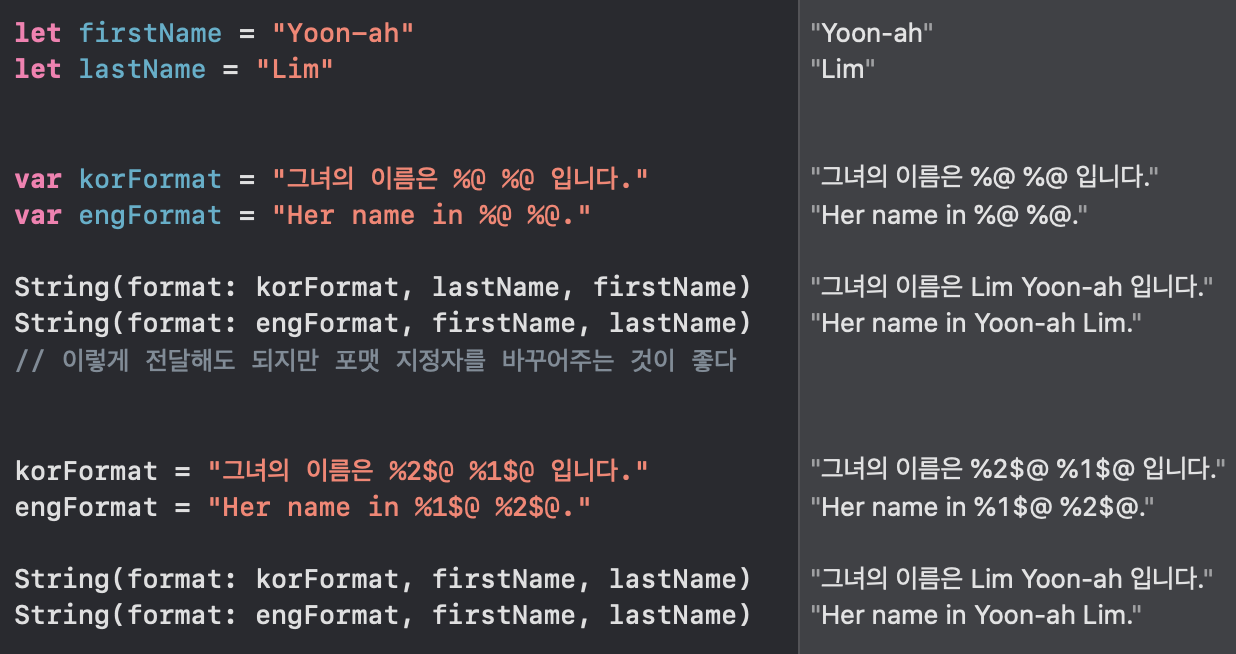 let firstName = "Yoon-ah" "Yoon-ah"
let lastName = "Lim" "Lim"
var korFormat = "그녀의 이름은 %@ %@ 입니다." "그녀의 이름은 %@ %@ 입니다."
var engFormat = "Her name in %@ %@." "Her name in %@ %@."
String(format: korFormat, lastName, firstName) "그녀의 이름은 Lim Yoon-ah 입니다."
String(format: engFormat, firstName, lastName) "Her name in Yoon-ah Lim."
// 이렇게 전달해도 되지만 포맷 지정자를 바꾸어주는 것이 좋다
korFormat = "그녀의 이름은 %2$@ %1$@ 입니다." "그녀의 이름은 %2$@ %1$@ 입니다."
engFormat = "Her name in %1$@ %2$@." "Her name in %1$@ %2$@."
String(format: korFormat, firstName, lastName) "그녀의 이름은 Lim Yoon-ah 입니다."
String(format: engFormat, firstName, lastName) "Her name in Yoon-ah Lim."